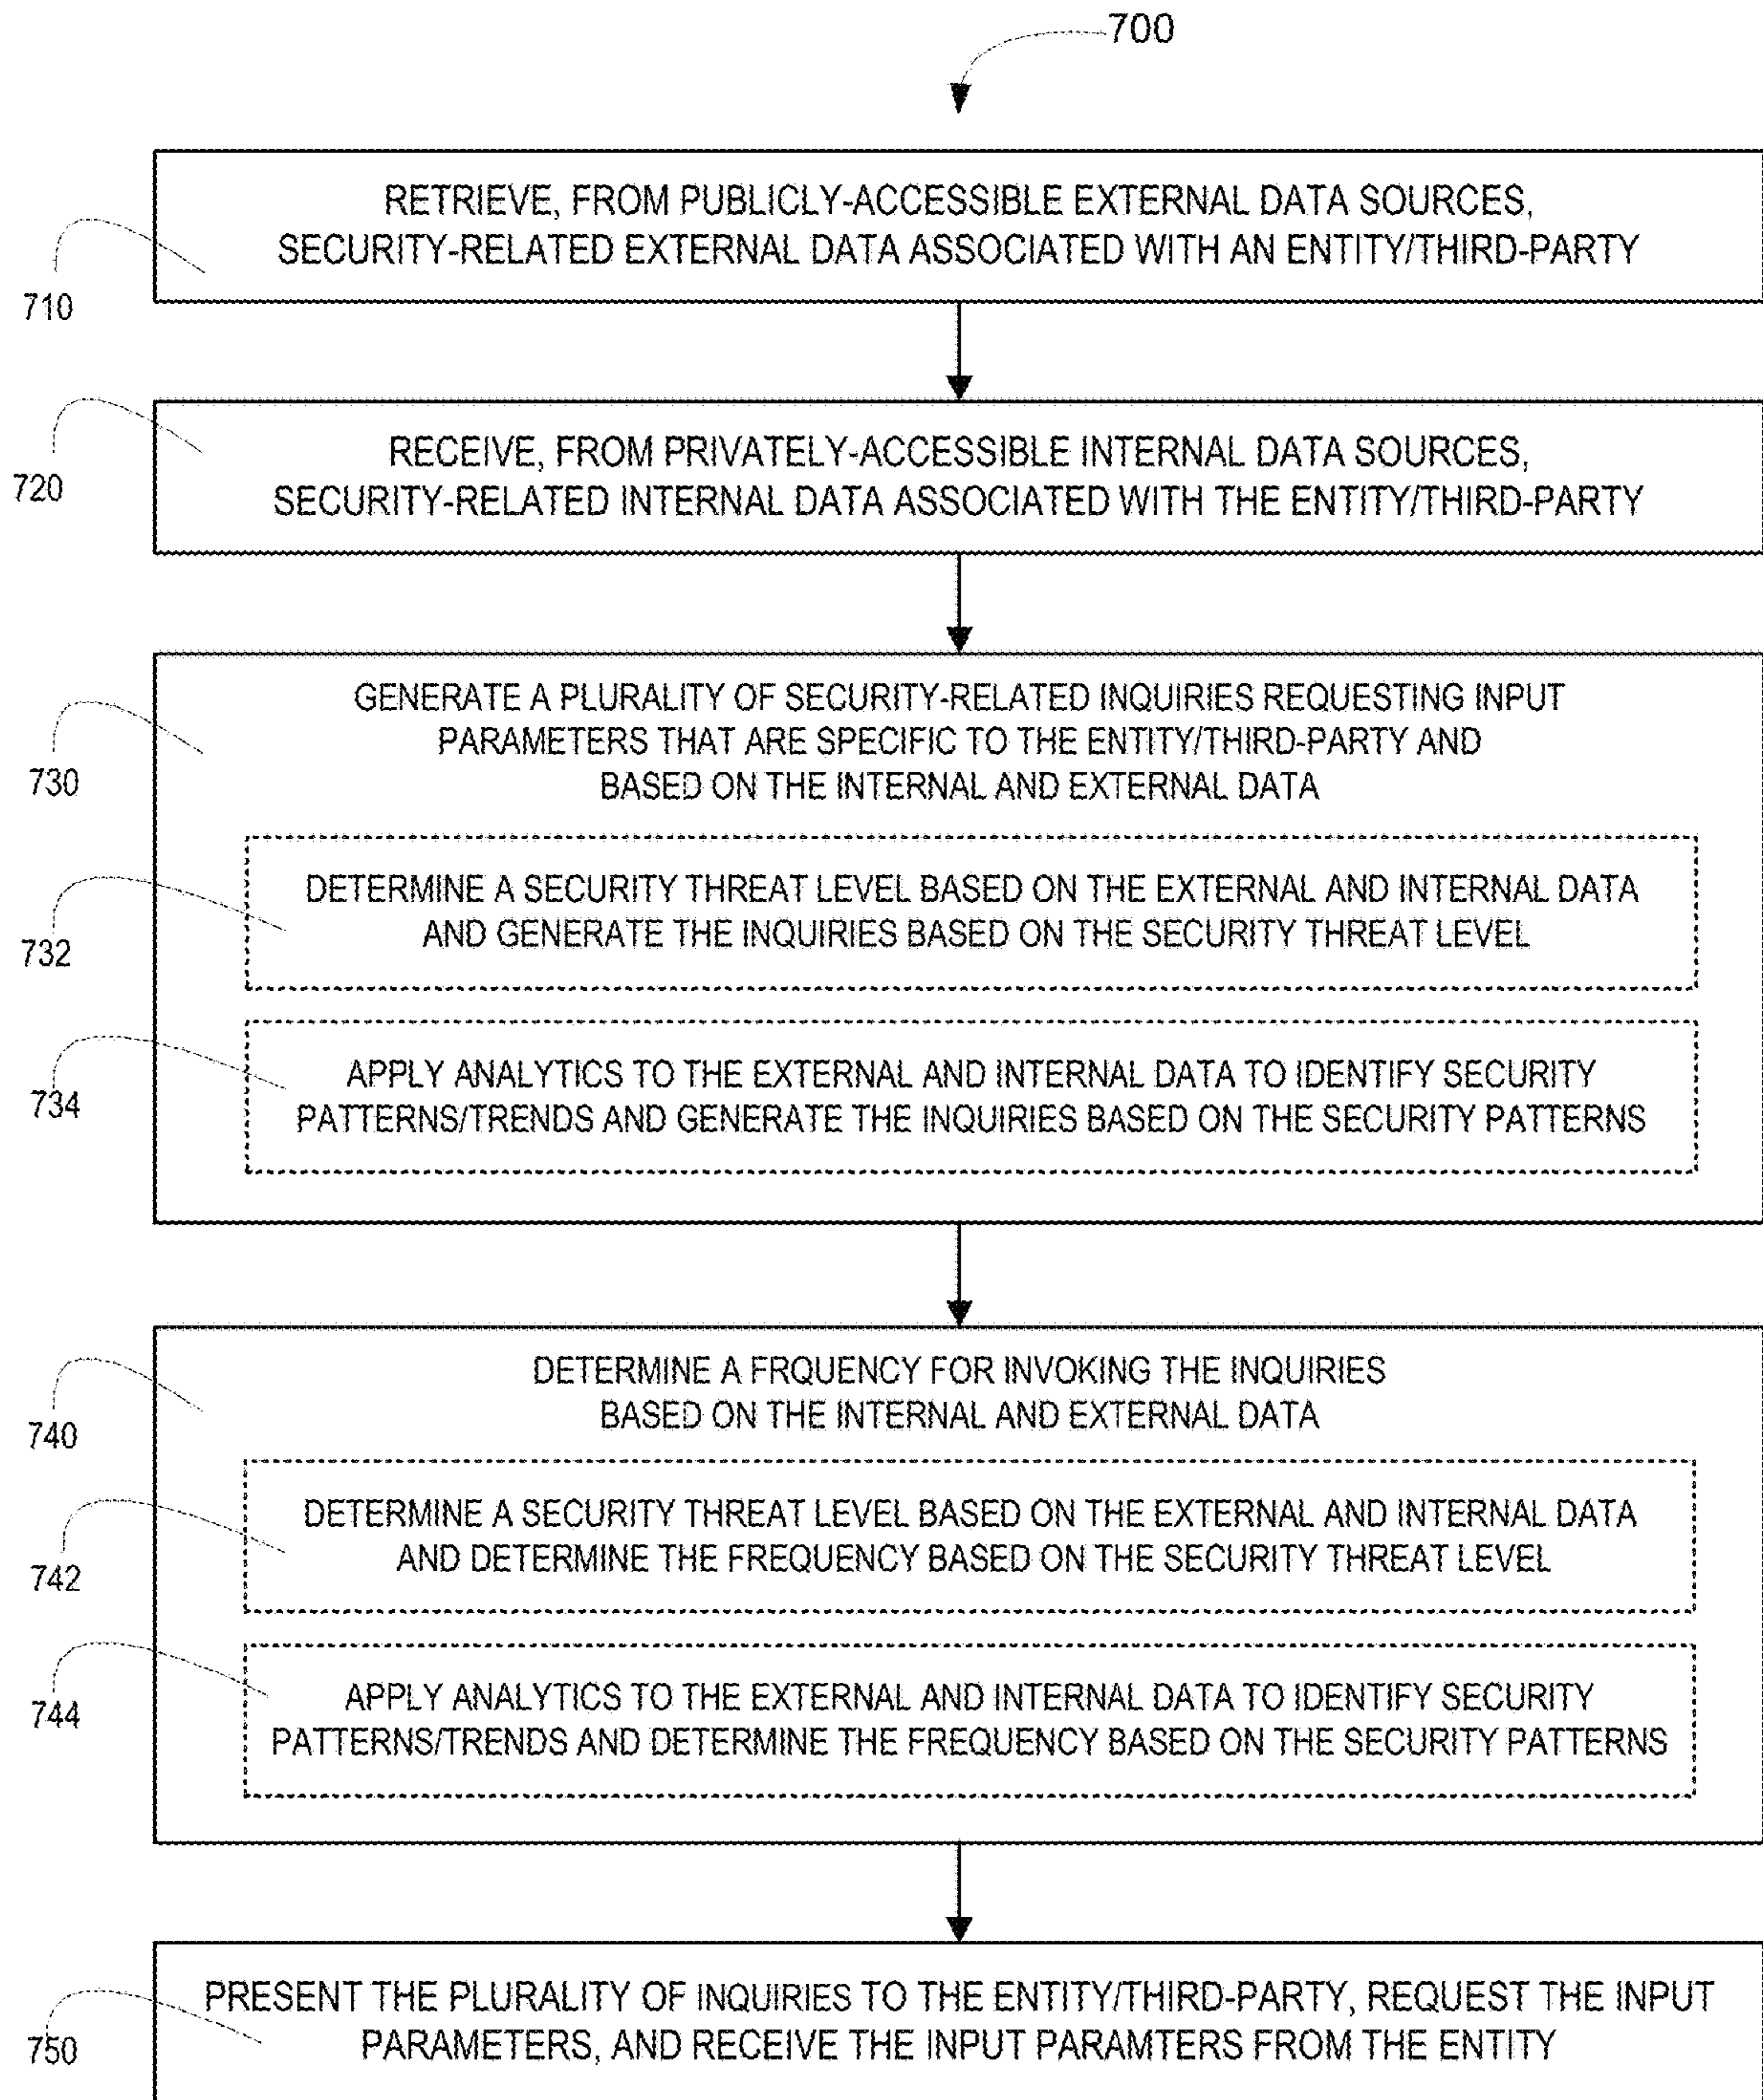 700
RETRIEVE, FROM PUBLICLY-ACCESSIBLE EXTERNAL DATA SOURCES,
SECURITY-RELATED EXTERNAL DATA ASSOCIATED WITH AN ENTITY/THIRD-PARTY
710
RECEIVE, FROM PRIVATELY-ACCESSIBLE INTERNAL DATA SOURCES,
SECURITY-RELATED INTERNAL DATA ASSOCIATED WITH THE ENTITY/THIRD-PARTY
720
GENERATE A PLURALITY OF SECURITY-RELATED INQUIRIES REQUESTING INPUT
PARAMETERS THAT ARE SPECIFIC TO THE ENTITY/THIRD-PARTY AND
BASED ON THE INTERNAL AND EXTERNAL DATA
730
DETERMINE A SECURITY THREAT LEVEL BASED ON THE EXTERNAL AND INTERNAL DATA
AND GENERATE THE INQUIRIES BASED ON THE SECURITY THREAT LEVEL
732
APPLY ANALYTICS TO THE EXTERNAL AND INTERNAL DATA TO IDENTIFY SECURITY
PATTERNS/TRENDS AND GENERATE THE INQUIRIES BASED ON THE SECURITY PATTERNS
734
DETERMINE A FRQUENCY FOR INVOKING THE INQUIRIES
BASED ON THE INTERNAL AND EXTERNAL DATA
740
DETERMINE A SECURITY THREAT LEVEL BASED ON THE EXTERNAL AND INTERNAL DATA
AND DETERMINE THE FREQUENCY BASED ON THE SECURITY THREAT LEVEL
742
APPLY ANALYTICS TO THE EXTERNAL AND INTERNAL DATA TO IDENTIFY SECURITY
PATTERNS/TRENDS AND DETERMINE THE FREQUENCY BASED ON THE SECURITY PATTERNS
744
PRESENT THE PLURALITY OF INQUIRIES TO THE ENTITY/THIRD-PARTY, REQUEST THE INPUT
PARAMETERS, AND RECEIVE THE INPUT PARAMTERS FROM THE ENTITY
750